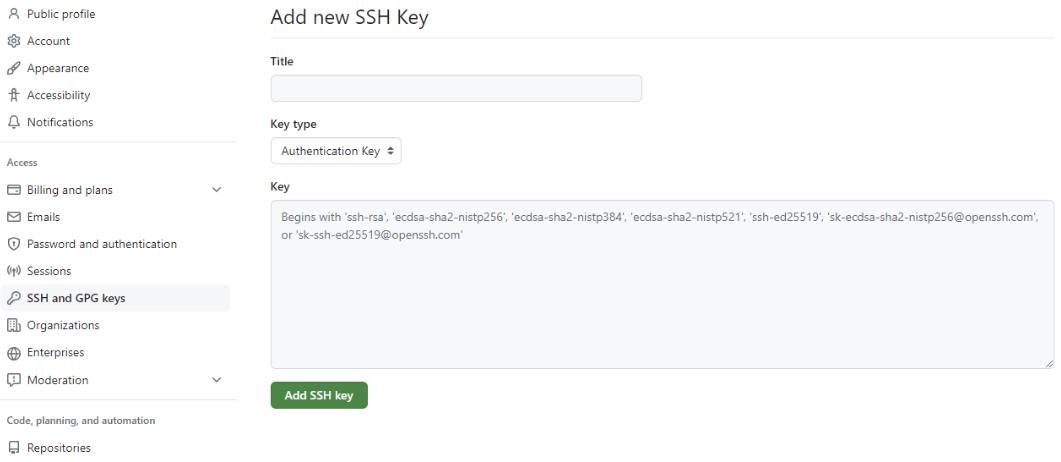 Public profile
Account
Appearance
Accessibility
Notifications
Access
Billing and plans
Emails
Password and authentication
Sessions
SSH and GPG keys
Organizations
Enterprises
Moderation
Code, planning, and automation
Repositories
Add new SSH Key
Title
Key type
Authentication Key
Key
Begins with 'ssh-rsa', 'ecdsa-sha2-nistp256', 'ecdsa-sha2-nistp384', 'ecdsa-sha2-nistp521', 'ssh-ed25519', 'sk-ecdsa-sha2-nistp256@openssh.com',
or 'sk-ssh-ed25519@openssh.com'
Add SSH key